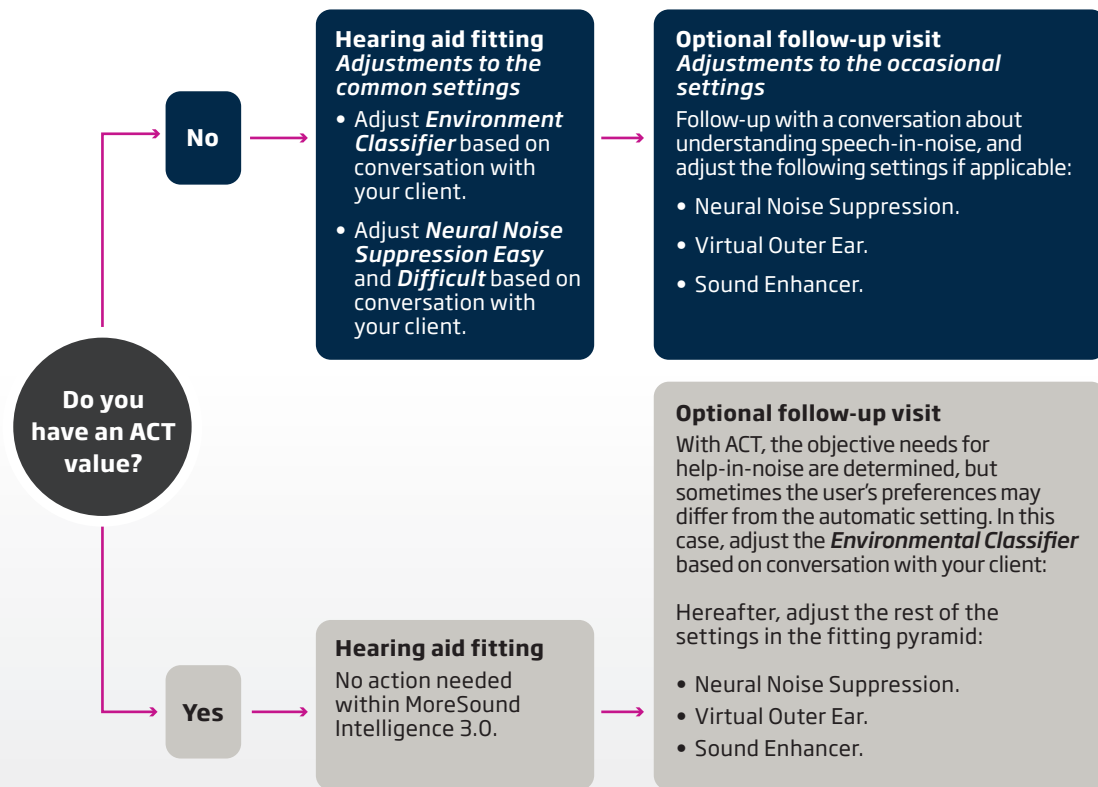 Do you
have an ACT
value?
No
Hearing aid fitting
Adjustments to the
common settings
• Adjust Environment
Classifier based on
conversation with
your client.
• Adjust Neural Noise
Suppression Easy
and Difficult based on
conversation with
your client.
Optional follow-up visit
Adjustments to the occasional
settings
Follow-up with a conversation about
understanding speech-in-noise, and
adjust the following settings if applicable:
• Neural Noise Suppression.
• Virtual Outer Ear.
• Sound Enhancer.
Yes
Hearing aid fitting
No action needed
within MoreSound
Intelligence 3.0.
Optional follow-up visit
With ACT, the objective needs for
help-in-noise are determined, but
sometimes the user's preferences may
differ from the automatic setting. In this
case, adjust the Environmental Classifier
based on conversation with your client:
Hereafter, adjust the rest of the
settings in the fitting pyramid:
• Neural Noise Suppression.
• Virtual Outer Ear.
• Sound Enhancer.